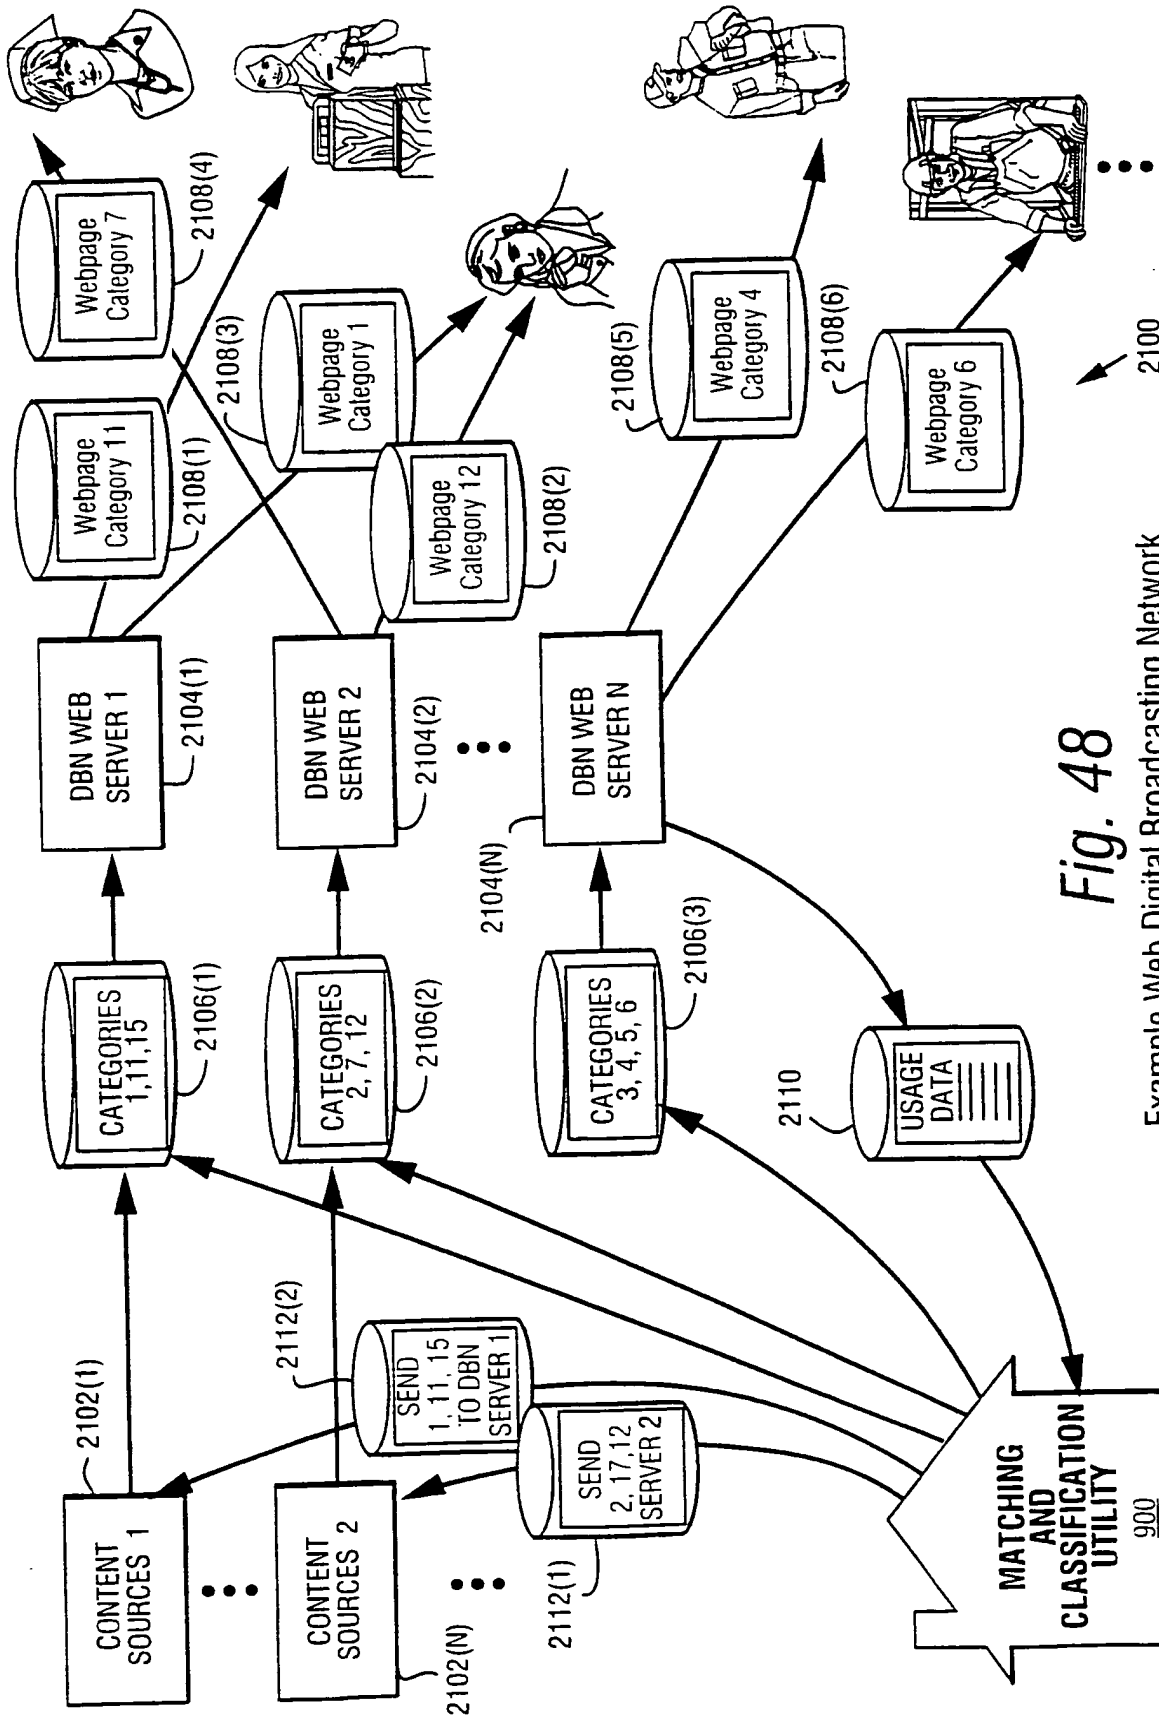 CONTENT
SOURCES 1
2102(1)
CONTENT
SOURCES 2
2102(N)
SEND
1, 11, 15
TO DBN
SERVER 1
2112(2)
SEND
2, 17,12
SERVER 2
2112(1)
MATCHING
AND
CLASSIFICATION
UTILITY
900
CATEGORIES
1,11,15
2106(1)
CATEGORIES
2, 7, 12
2106(2)
CATEGORIES
3, 4, 5, 6
2106(3)
USAGE
DATA
2110
DBN WEB
SERVER 1
2104(1)
DBN WEB
SERVER 2
2104(2)
DBN WEB
SERVER N
2104(N)
Webpage
Category 11
2108(1)
Webpage
Category 7
2108(4)
Webpage
Category 1
2108(3)
Webpage
Category 12
2108(2)
Webpage
Category 4
2108(5)
Webpage
Category 6
2108(6)
2100
Fig. 48
Example Web Digital Broadcasting Network